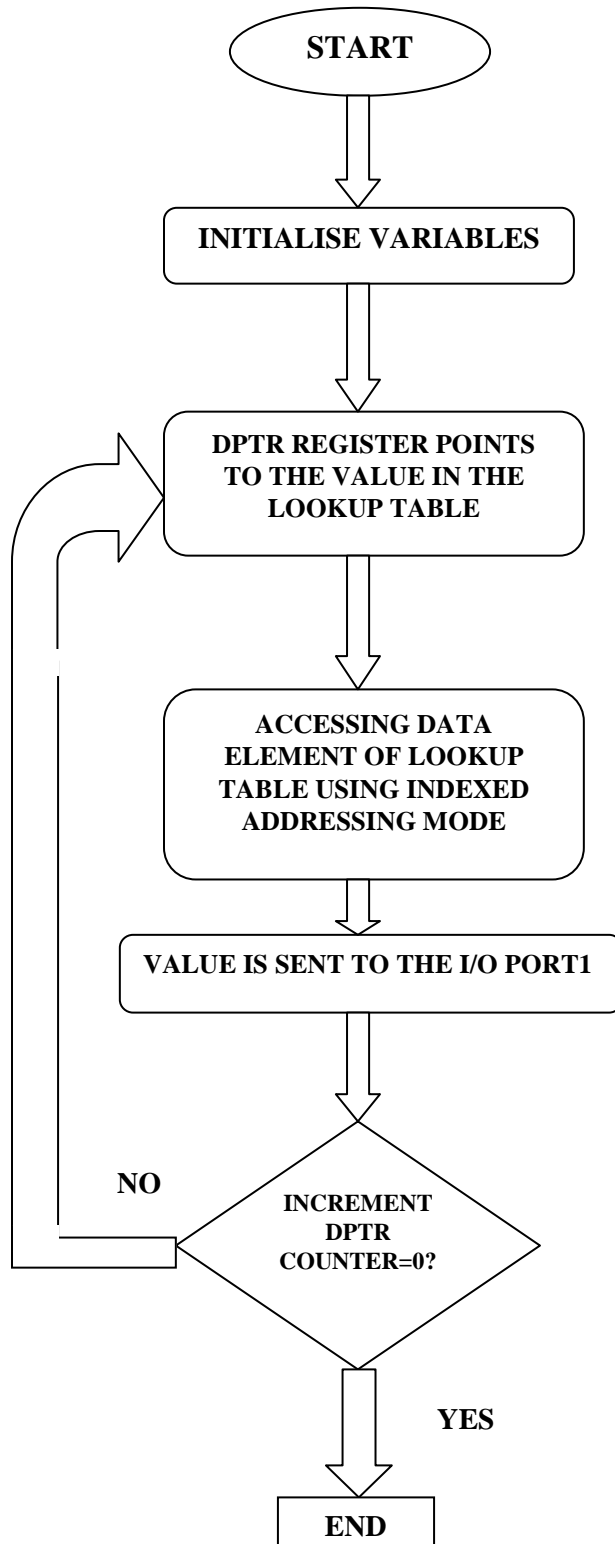 START
INITIALISE VARIABLES
DPTR REGISTER POINTS
TO THE VALUE IN THE
LOOKUP TABLE
ACCESSING DATA
ELEMENT OF LOOKUP
TABLE USING INDEXED
ADDRESSING MODE
VALUE IS SENT TO THE I/O PORT1
NO
INCREMENT
DPTR
COUNTER=0?
YES
END